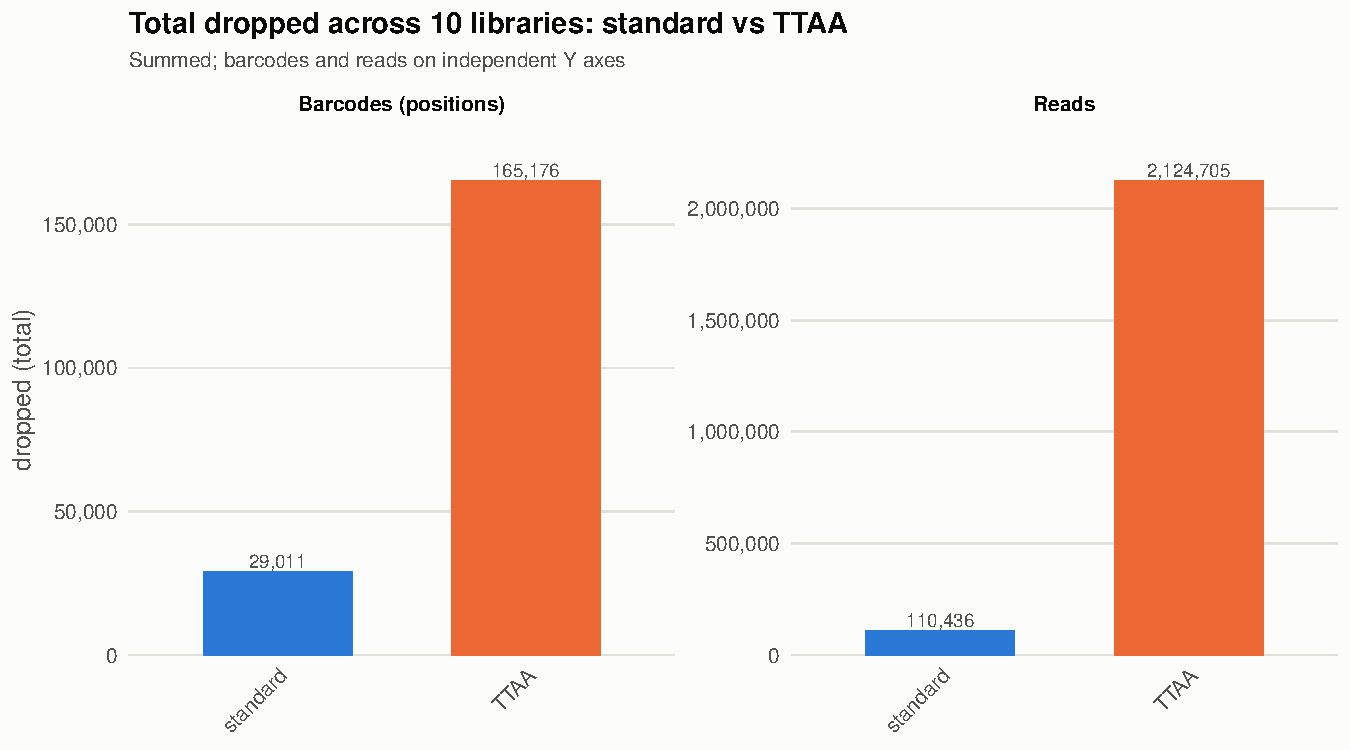 Total dropped across 10 libraries: standard vs TTAA
Summed; barcodes and reads on independent Y axes
Barcodes (positions)
Reads
dropped (total)
150,000
100,000
50,000
0
29,011
165,176
standard
TTAA
2,000,000
1,500,000
1,000,000
500,000
0
110,436
2,124,705
standard
TTAA